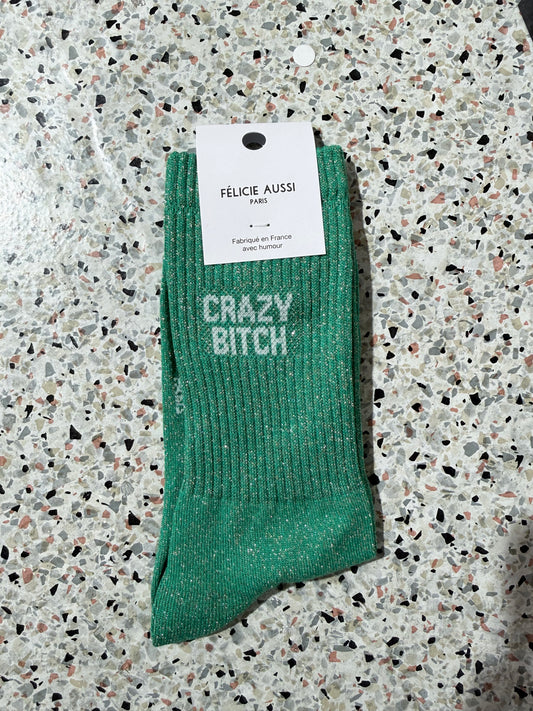 FÉLICIE AUSSI
PARIS
Fabriqué en France
avec humour
CRAZY
BITCH